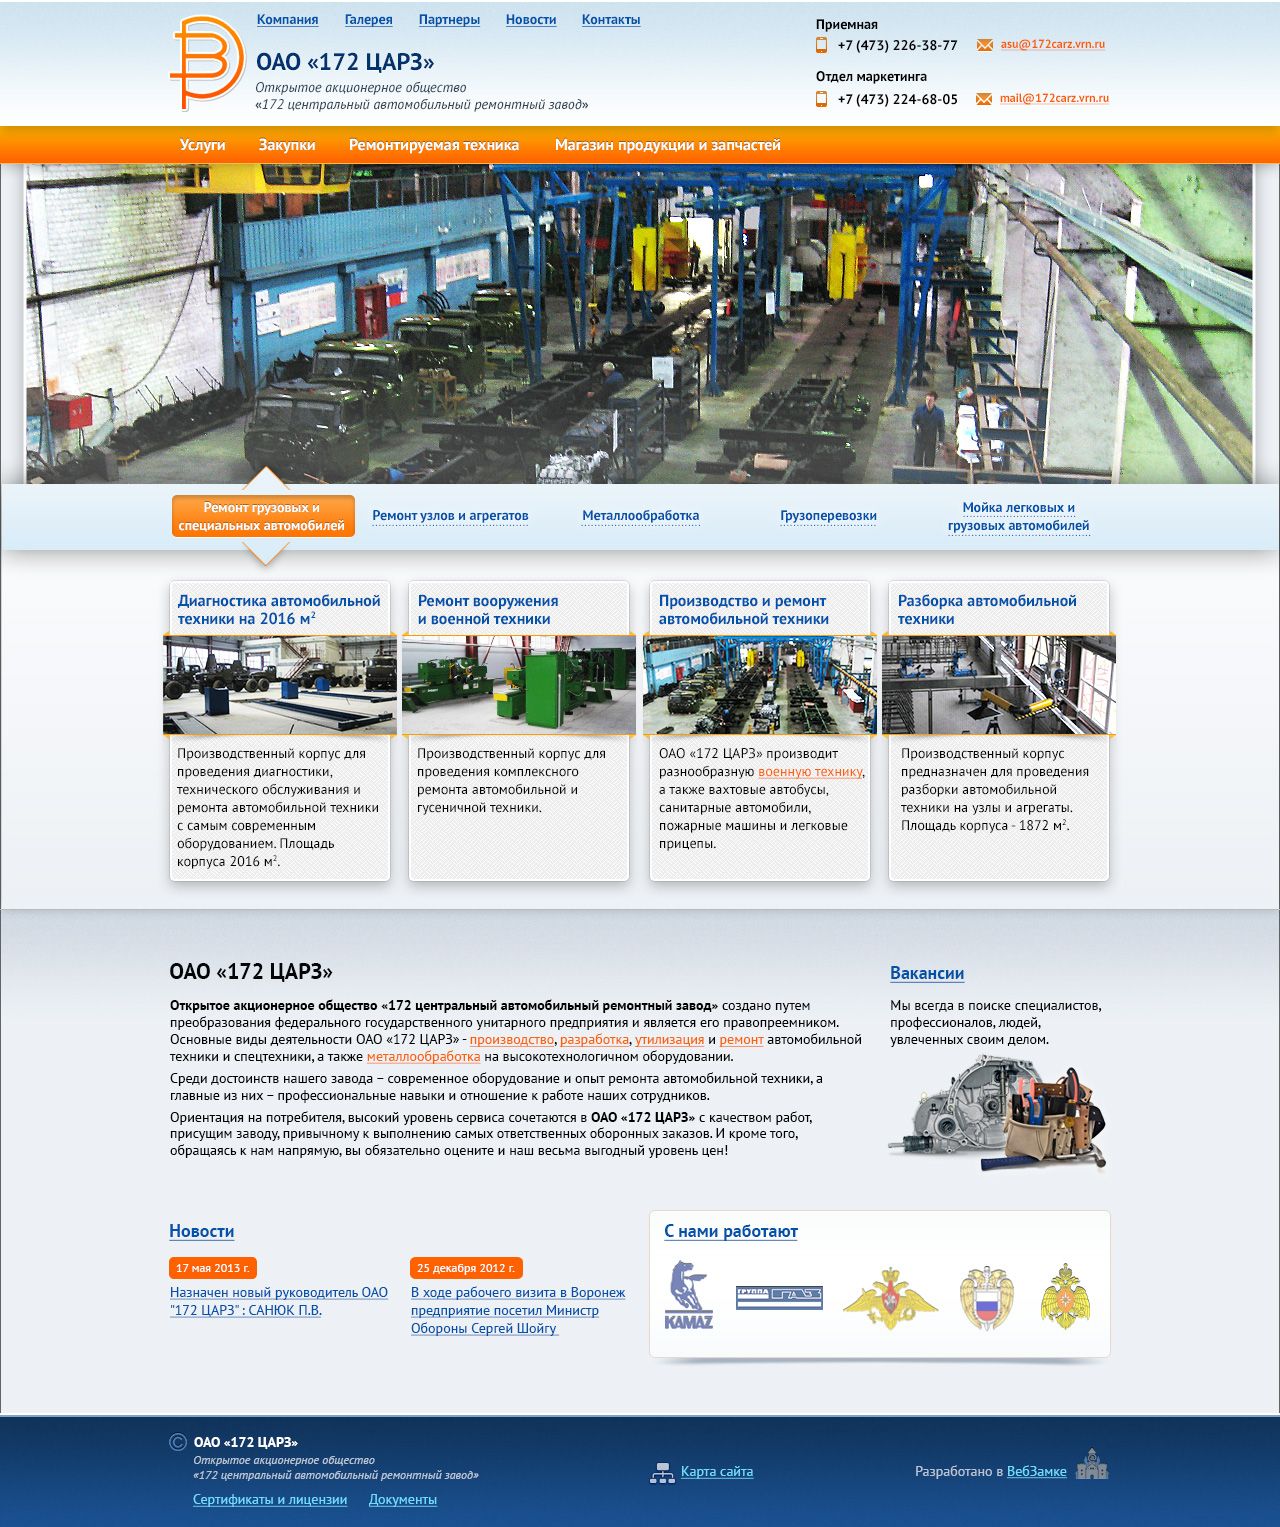 Компания Галерея Партнеры Новости Контакты
ОАО «172 ЦАРЗ»
Открытое акционерное общество
«172 центральный автомобильный ремонтный завод»
Приемная
+7 (473) 226-38-77 asu@172carz.vrn.ru
Отдел маркетинга
+7 (473) 224-68-05 mail@172carz.vrn.ru
Услуги Закупки Ремонтируемая техника Магазин продукции и запчастей
Ремонт грузовых и
специальных автомобилей
Ремонт узлов и агрегатов
Металлообработка
Грузоперевозки
Мойка легковых и
грузовых автомобилей
Диагностика автомобильной
техники на 2016 м²
Производственный корпус для
проведения диагностики,
технического обслуживания и
ремонта автомобильной техники
с самым современным
оборудованием. Площадь
корпуса 2016 м².
Ремонт вооружения
и военной техники
Производственный корпус для
проведения комплексного
ремонта автомобильной и
гусеничной техники.
Производство и ремонт
автомобильной техники
ОАО «172 ЦАРЗ» производит
разнообразную военную технику,
а также вахтовые автобусы,
санитарные автомобили,
пожарные машины и легковые
прицепы.
Разборка автомобильной
техники
Производственный корпус
предназначен для проведения
разборки автомобильной
техники на узлы и агрегаты.
Площадь корпуса - 1872 м².
ОАО «172 ЦАРЗ»
Открытое акционерное общество «172 центральный автомобильный ремонтный завод» создано путем
преобразования федерального государственного унитарного предприятия и является его правопреемником.
Основные виды деятельности ОАО «172 ЦАРЗ» - производство, разработка, утилизация и ремонт автомобильной
техники и спецтехники, а также металлообработка на высокотехнологичном оборудовании.
Среди достоинств нашего завода – современное оборудование и опыт ремонта автомобильной техники, а
главные из них – профессиональные навыки и отношение к работе наших сотрудников.
Ориентация на потребителя, высокий уровень сервиса сочетаются в ОАО «172 ЦАРЗ» с качеством работ,
присущим заводу, привычному к выполнению самых ответственных оборонных заказов. И кроме того,
обращаясь к нам напрямую, вы обязательно оцените и наш весьма выгодный уровень цен!
Вакансии
Мы всегда в поиске специалистов,
профессионалов, людей,
увлеченных своим делом.
Новости
17 мая 2013 г.
Назначен новый руководитель ОАО
"172 ЦАРЗ" : САНЮК П.В.
25 декабря 2012 г.
В ходе рабочего визита в Воронеж
предприятие посетил Министр
Обороны Сергей Шойгу
С нами работают
KAMAZ
ГРУППА ГАЗ
© ОАО «172 ЦАРЗ»
Открытое акционерное общество
«172 центральный автомобильный ремонтный завод»
Сертификаты и лицензии Документы
Карта сайта
Разработано в ВебЗамке